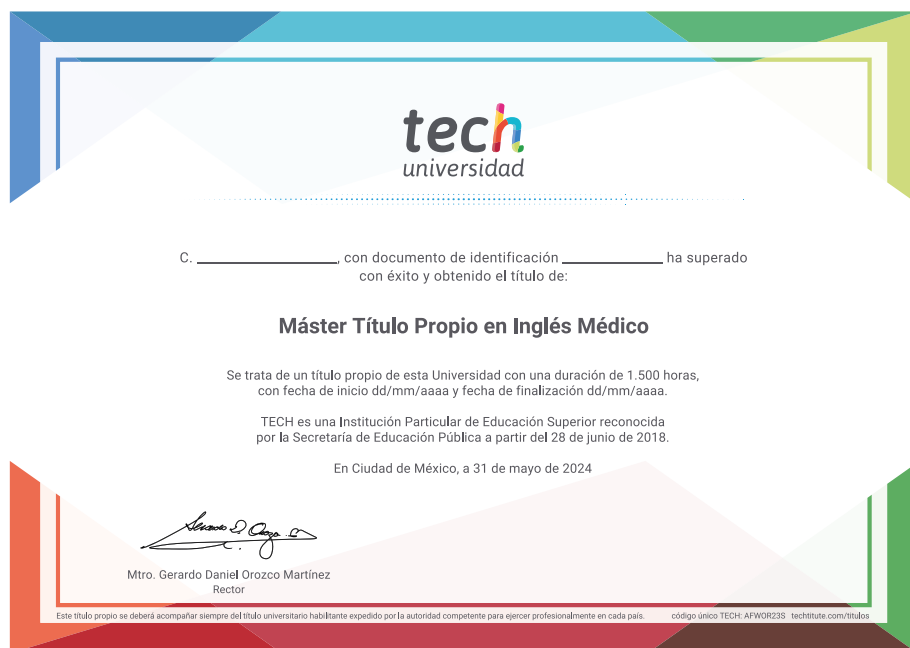 tech
universidad
C. ____________, con documento de identificación ____________ ha superado
con éxito y obtenido el título de:
Máster Título Propio en Inglés Médico
Se trata de un título propio de esta Universidad con una duración de 1.500 horas,
con fecha de inicio dd/mm/aaaa y fecha de finalización dd/mm/aaaa.
TECH es una Institución Particular de Educación Superior reconocida
por la Secretaría de Educación Pública a partir del 28 de junio de 2018.
En Ciudad de México, a 31 de mayo de 2024
Mtro. Gerardo Daniel Orozco Martínez
Rector
Este título propio se deberá acompañar siempre del título universitario habilitante expedido por la autoridad competente para ejercer profesionalmente en cada país. código único TECH: AFWOR23S techtitute.com/titulos